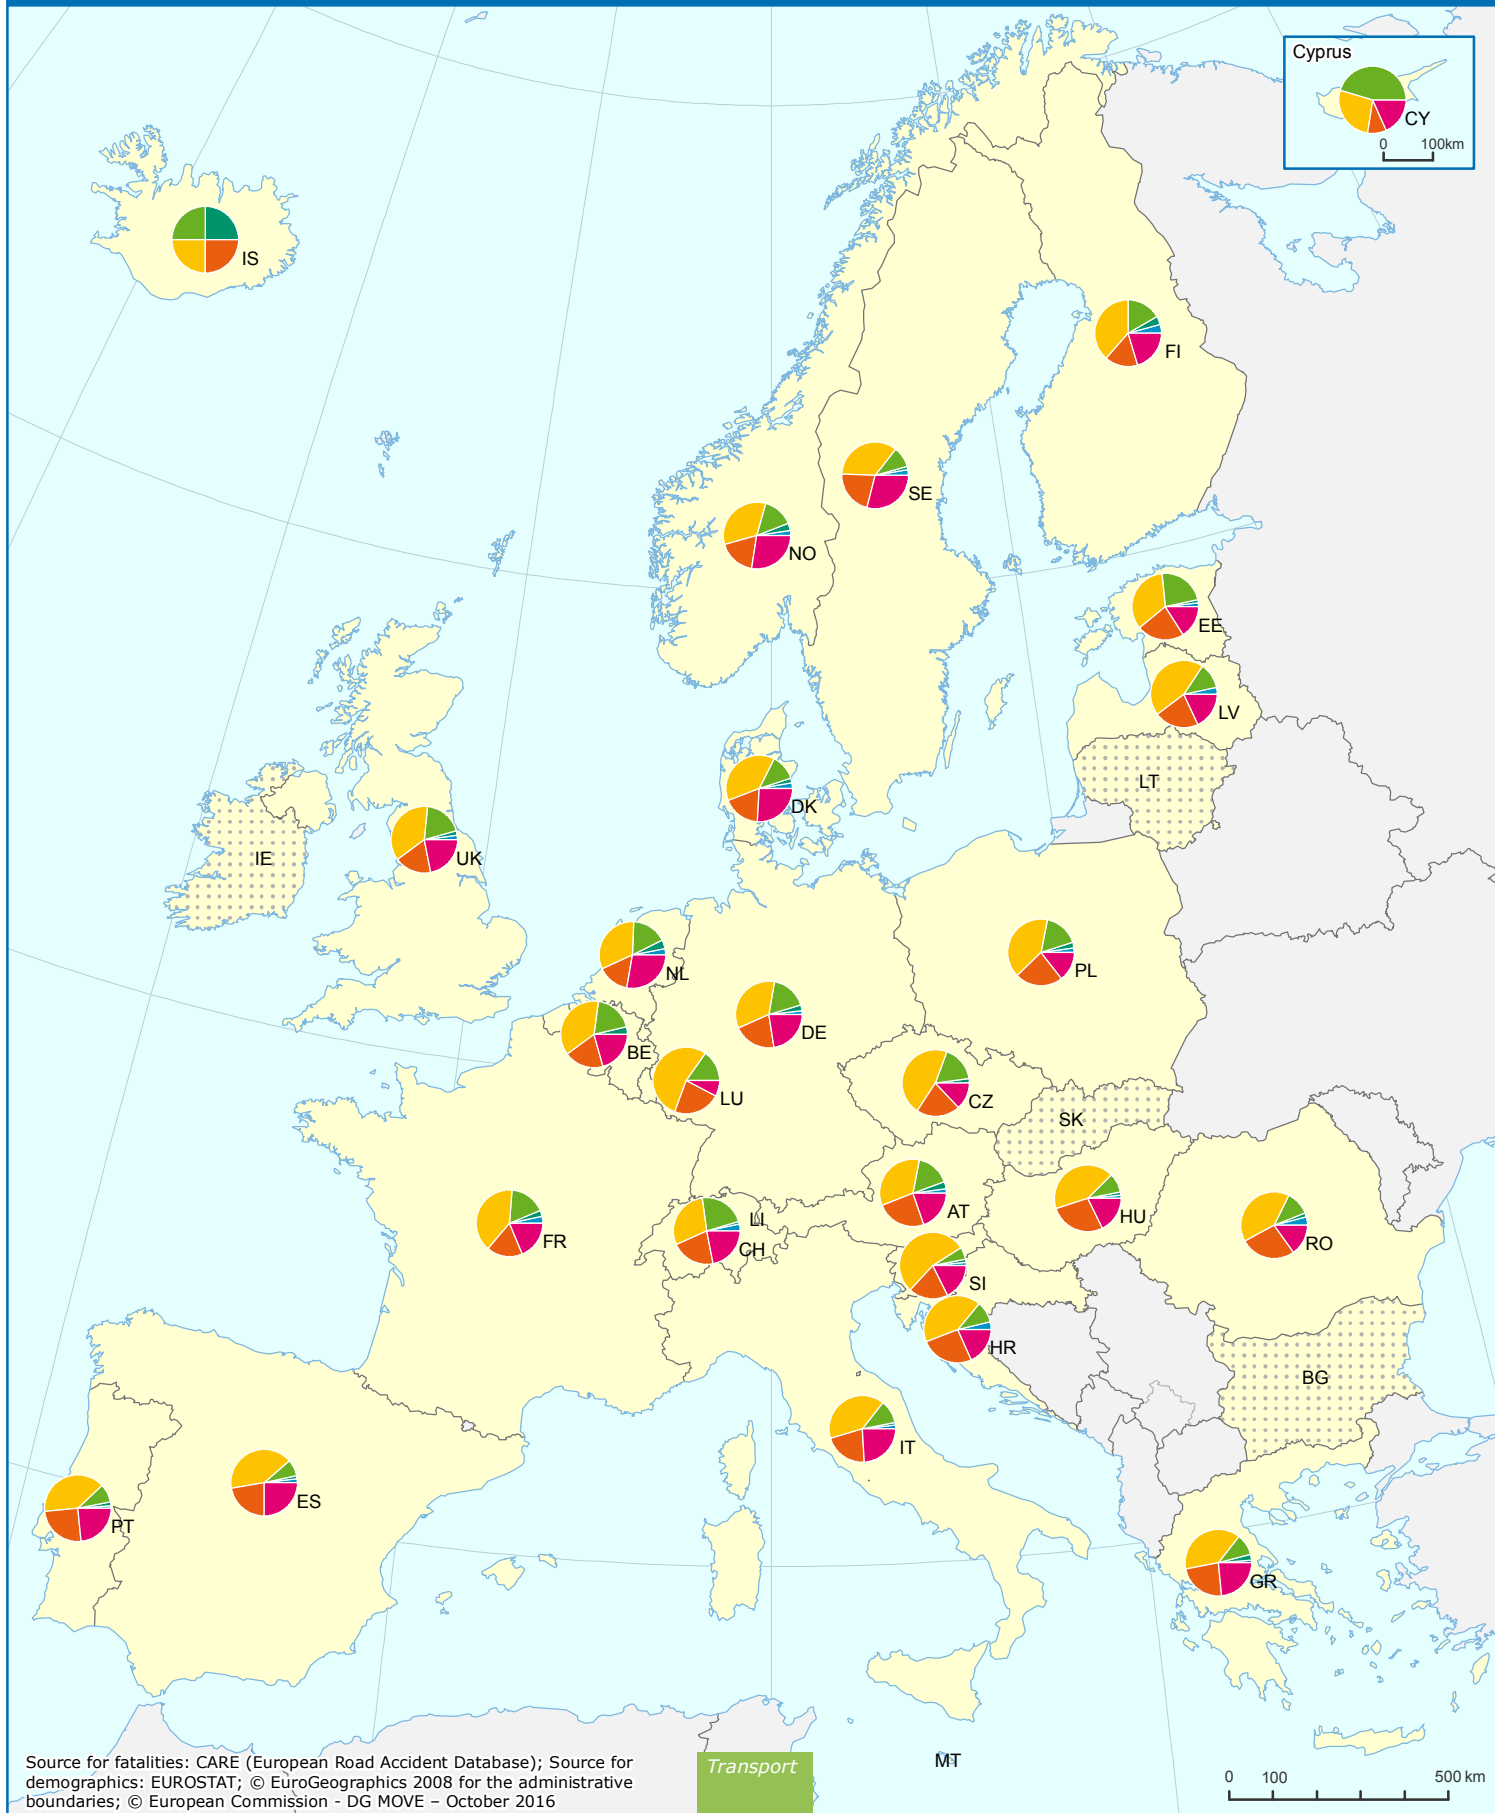 Cyprus
CY
0 100km
IS
FI
SE
NO
EE
LV
LT
DK
IE
UK
NL
PL
DE
BE
LU
CZ
SK
AT
HU
FR
LI
CH
RO
SI
HR
BG
IT
PT
ES
GR
MT
Source for fatalities: CARE (European Road Accident Database); Source for
demographics: EUROSTAT; © EuroGeographics 2008 for the administrative
boundaries; © European Commission - DG MOVE – October 2016
Transport
0 100 500 km